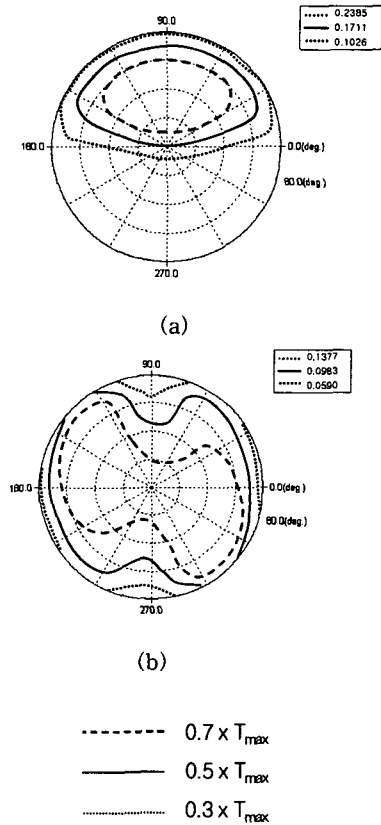 0.2385
0.1711
0.1026
90.0
180.0
0.0(deg.)
80.0(deg.)
270.0
(a)
0.1377
0.0983
0.0590
90.0
180.0
0.0(deg.)
80.0(deg.)
270.0
(b)
0.7 x Tmax
0.5 x Tmax
0.3 x Tmax